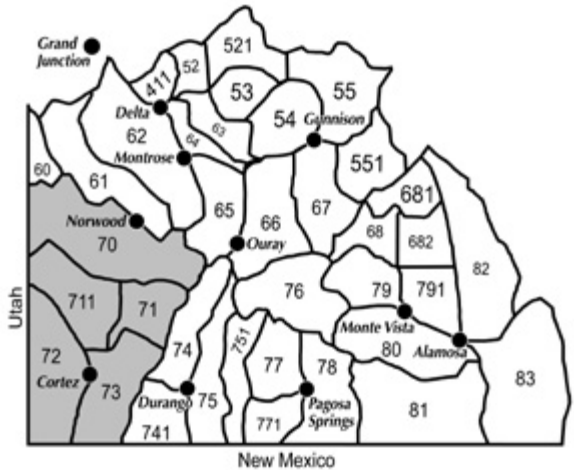 Grand
Junction
521
52
411
53
55
Delta
54
Gunnison
62
63
64
Montrose
551
60
61
681
65
66
67
Norwood
68
682
70
Ouray
82
76
79
791
711
71
Utah
Monte Vista
72
74
751
77
78
80
Alamosa
Cortez
73
83
Durango
75
Pagosa
Springs
81
741
771
New Mexico